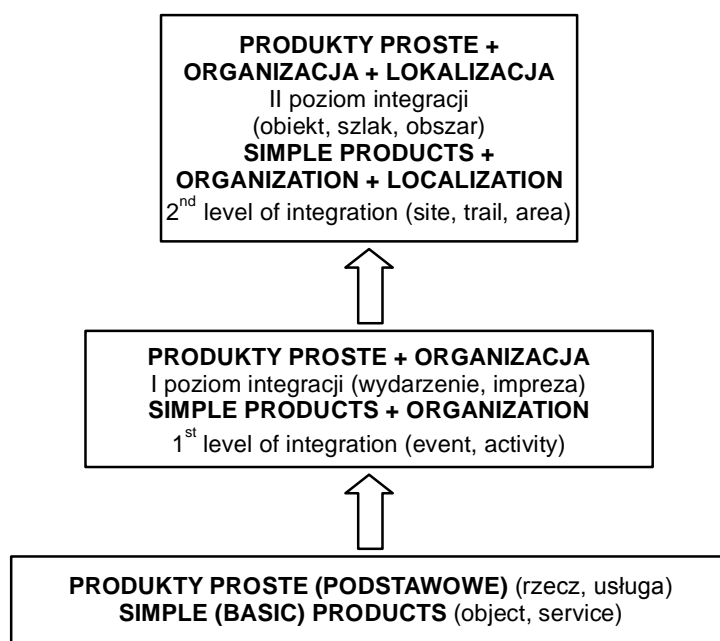 PRODUKTY PROSTE +
ORGANIZACJA + LOKALIZACJA
II poziom integracji
(obiekt, szlak, obszar)
SIMPLE PRODUCTS +
ORGANIZATION + LOCALIZATION
2nd level of integration (site, trail, area)
PRODUKTY PROSTE + ORGANIZACJA
I poziom integracji (wydarzenie, impreza)
SIMPLE PRODUCTS + ORGANIZATION
1st level of integration (event, activity)
PRODUKTY PROSTE (PODSTAWOWE) (rzecz, usługa)
SIMPLE (BASIC) PRODUCTS (object, service)